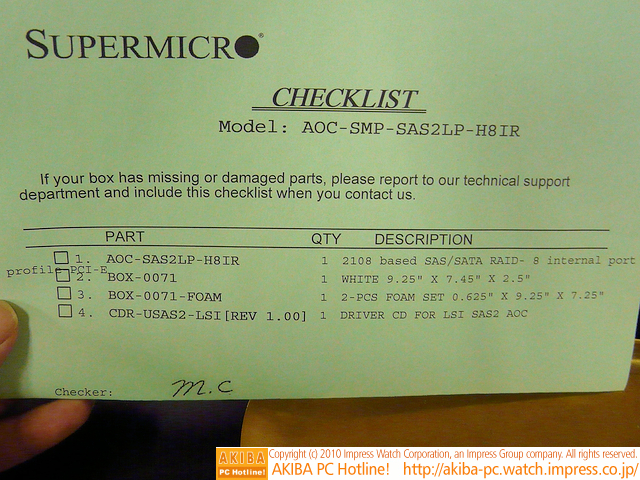 SUPERMICRO®
CHECKLIST
Model: AOC-SMP-SAS2LP-H8IR
If your box has missing or damaged parts, please report to our technical support
department and include this checklist when you contact us.
PART QTY DESCRIPTION
1. AOC-SAS2LP-H8IR 1 2108 based SAS/SATA RAID- 8 internal port
profile PCI-E
2. BOX-0071 1 WHITE 9.25" X 7.45" X 2.5"
3. BOX-0071-FOAM 1 2-PCS FOAM SET 0.625" X 9.25" X 7.25"
4. CDR-USAS2-LSI[REV 1.00] 1 DRIVER CD FOR LSI SAS2 AOC
Checker: M.C
AKIBA PC Hotline!
Copyright (c) 2010 Impress Watch Corporation, an Impress Group company. All rights reserved.
AKIBA PC Hotline! http://akiba-pc.watch.impress.co.jp/